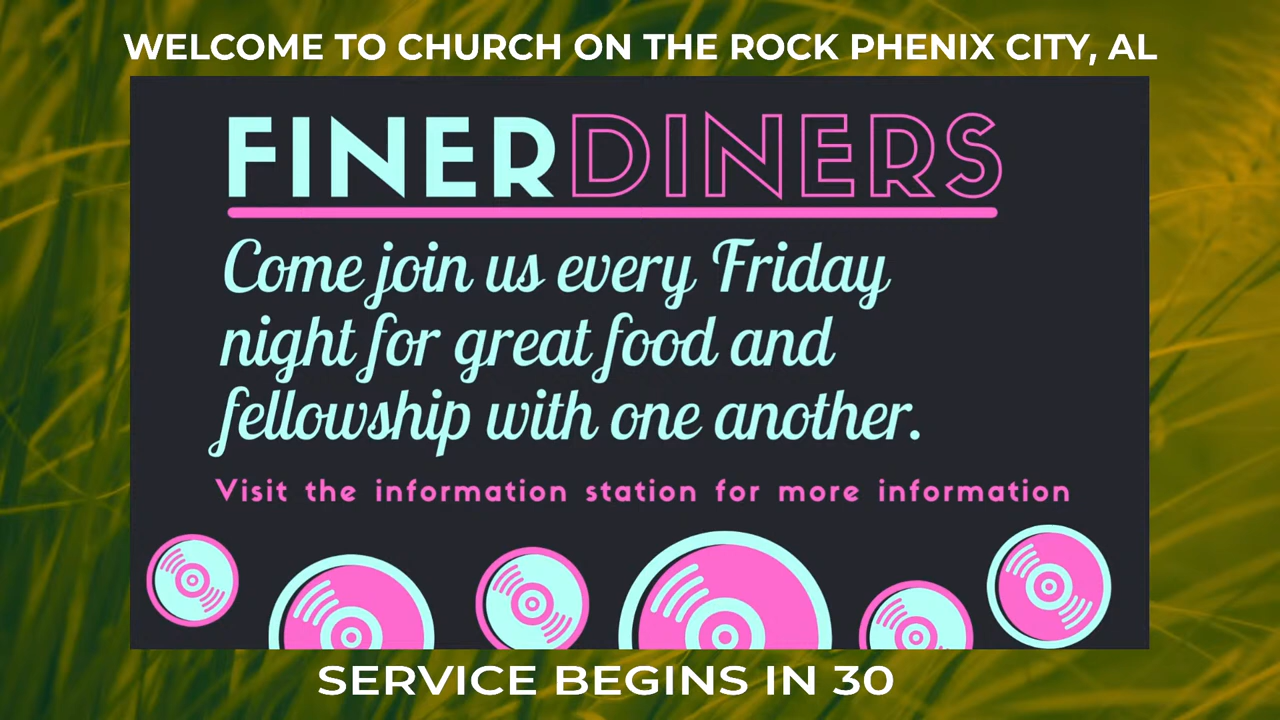 WELCOME TO CHURCH ON THE ROCK PHENIX CITY, AL
FINERDINERS
Come join us every Friday
night for great food and
fellowship with one another.
Visit the information station for more information
SERVICE BEGINS IN 30